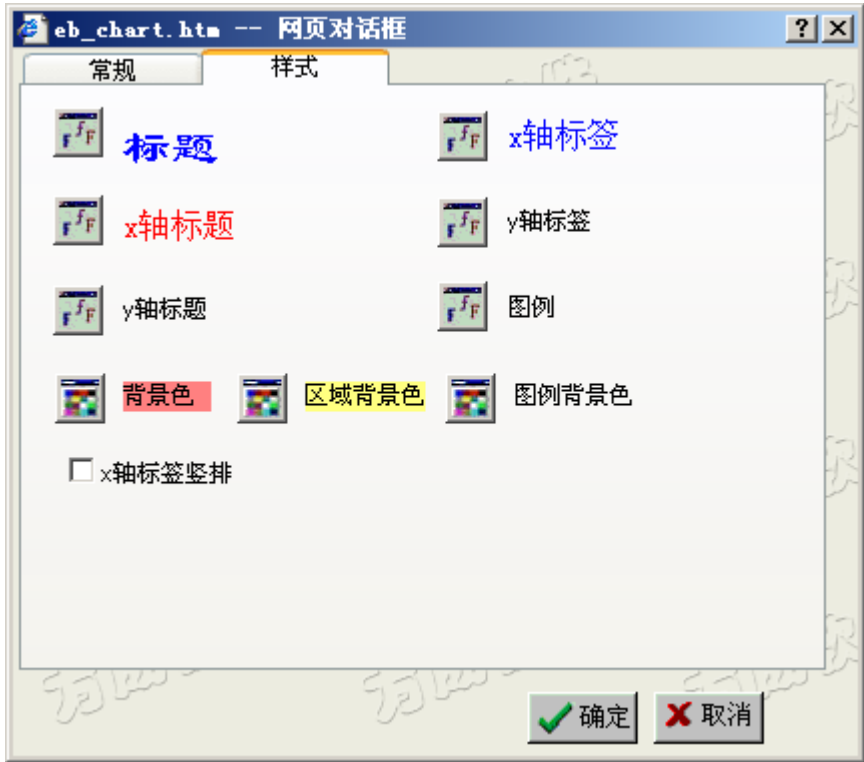 eb_chart.htm -- 网页对话框
常规 样式
标题 x轴标签
x轴标题 y轴标签
y轴标题 图例
背景色 区域背景色 图例背景色
x轴标签竖排
确定 取消